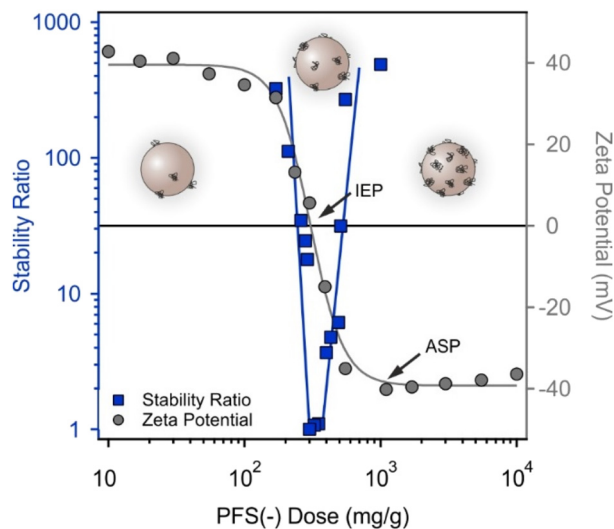 1000
100
10
1
Stability Ratio
40
20
0
-20
-40
Zeta Potential (mV)
IEP
ASP
Stability Ratio
Zeta Potential
10
10²
10³
10⁴
PFS(-) Dose (mg/g)